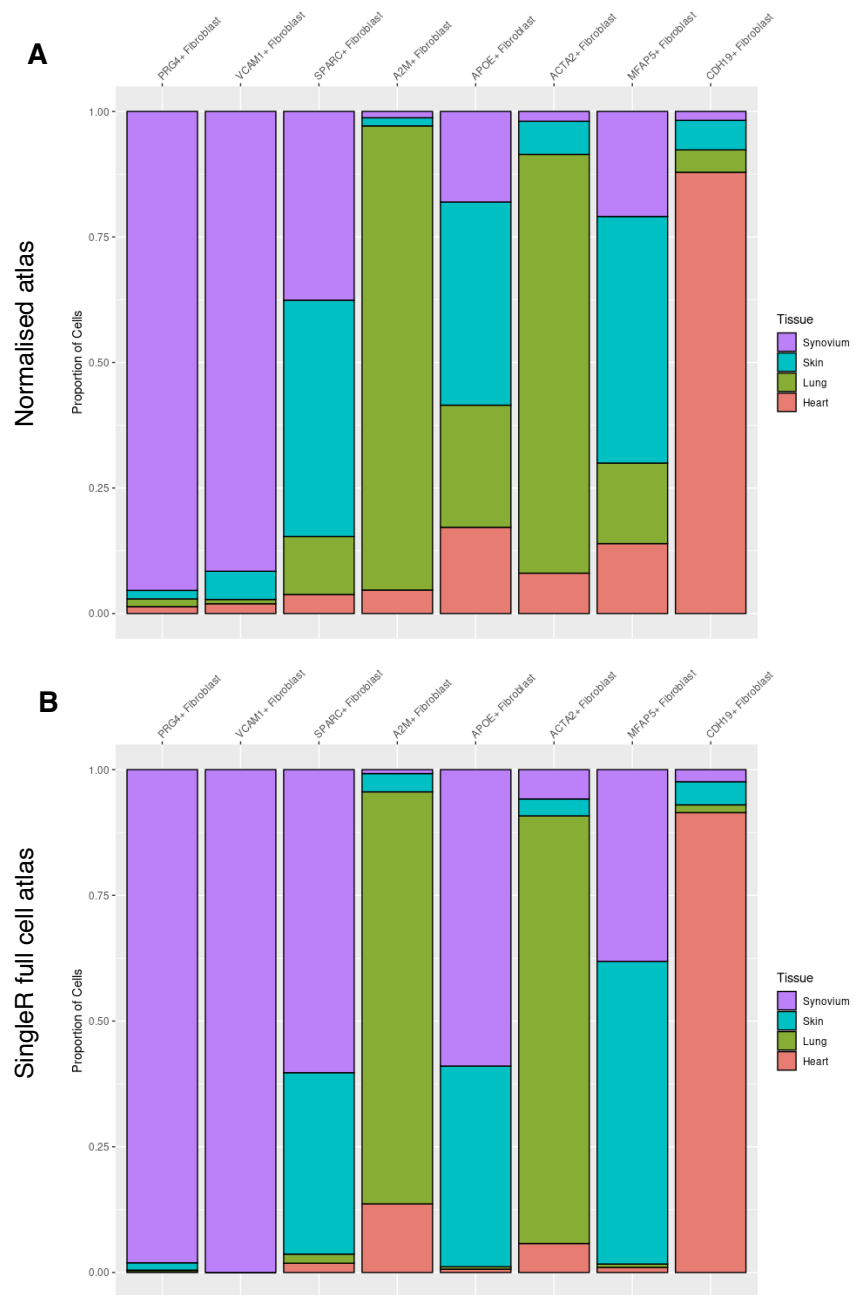 A
PRG4+ Fibroblast
VCAM1+ Fibroblast
SPARC+ Fibroblast
A2M+ Fibroblast
APOE+ Fibroblast
ACTA2+ Fibroblast
MFAP5+ Fibroblast
CDH19+ Fibroblast
Normalised atlas
Proportion of Cells
1.00
0.75
0.50
0.25
0.00
Tissue
Synovium
Skin
Lung
Heart
B
PRG4+ Fibroblast
VCAM1+ Fibroblast
SPARC+ Fibroblast
A2M+ Fibroblast
APOE+ Fibroblast
ACTA2+ Fibroblast
MFAP5+ Fibroblast
CDH19+ Fibroblast
SingleR full cell atlas
Proportion of Cells
1.00
0.75
0.50
0.25
0.00
Tissue
Synovium
Skin
Lung
Heart